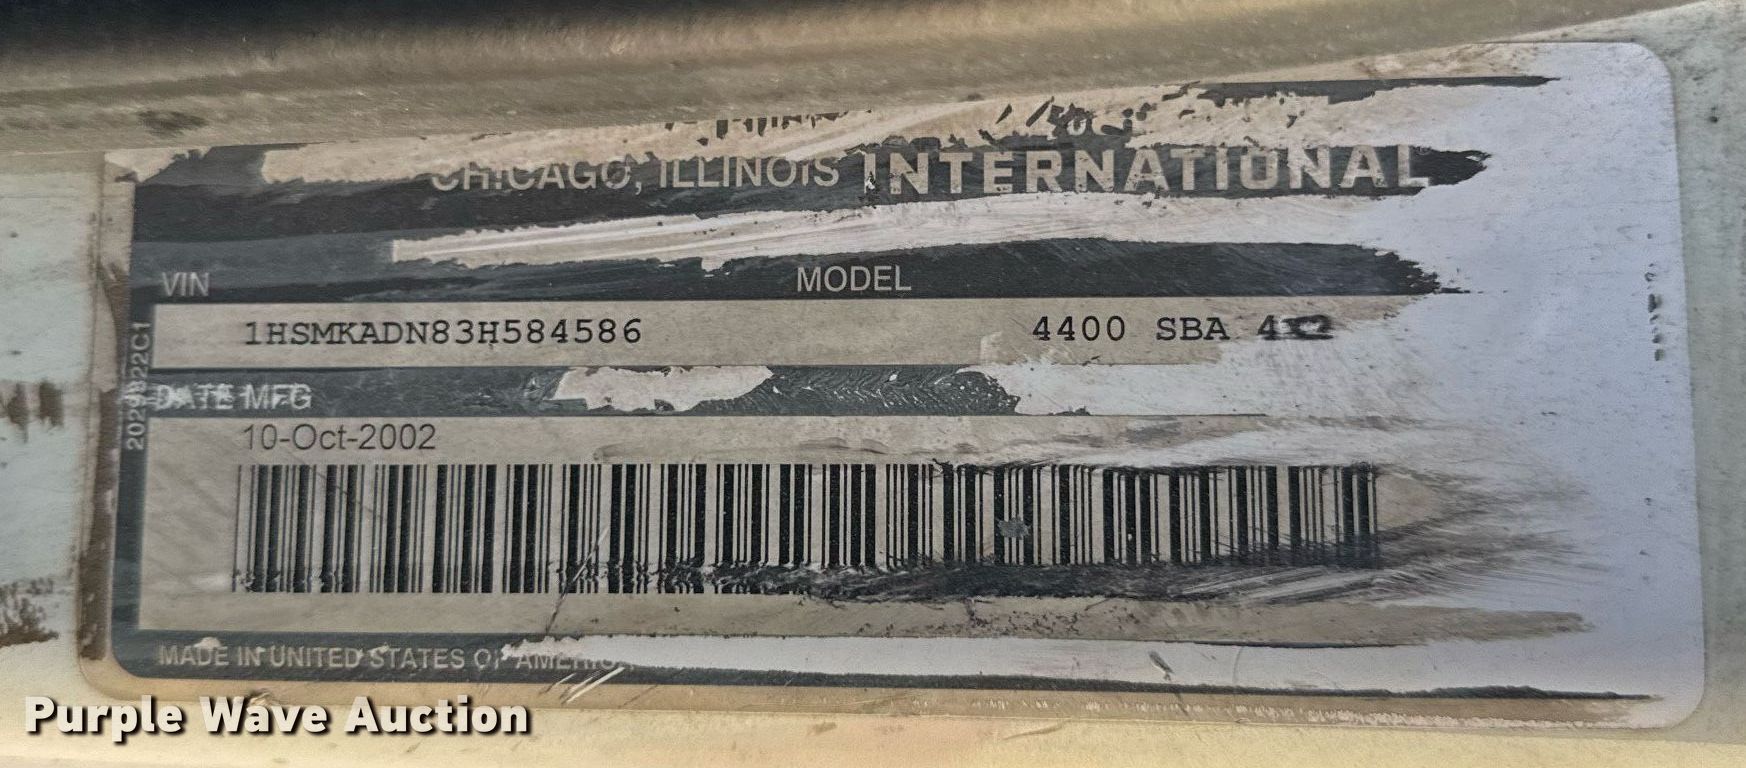 CHICAGO, ILLINOIS INTERNATIONAL
VIN MODEL
1HSMKADN83H584586 4400 SBA 4X2
DATE MFG
10-Oct-2002
2029822C1
MADE IN UNITED STATES OF AMERICA
Purple Wave Auction